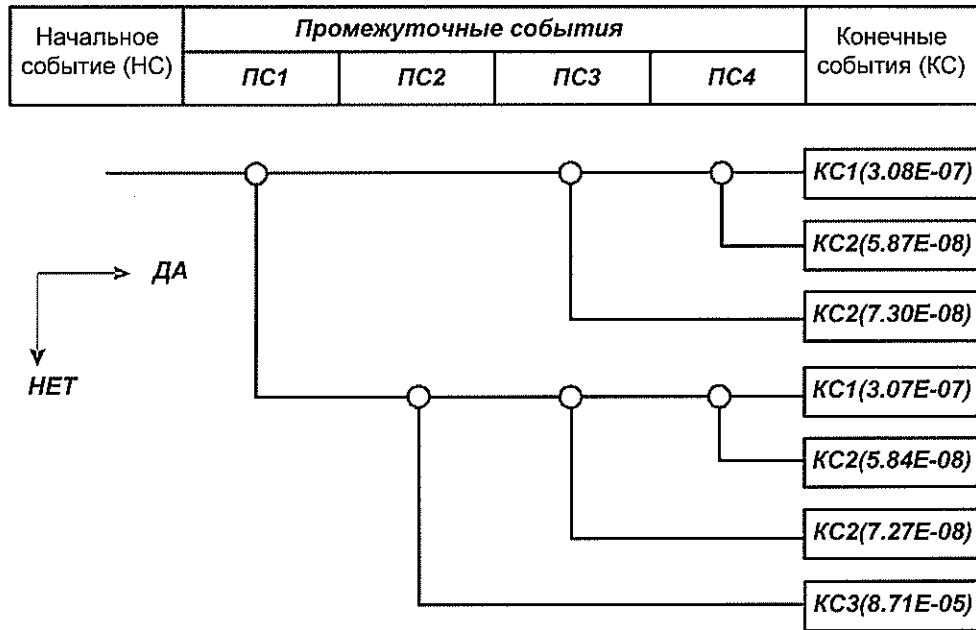 Начальное
событие (НС)
Промежуточные события
ПС1
ПС2
ПС3
ПС4
Конечные
события (КС)
КС1(3.08E-07)
КС2(5.87E-08)
ДА
КС2(7.30E-08)
НЕТ
КС1(3.07E-07)
КС2(5.84E-08)
КС2(7.27E-08)
КС3(8.71E-05)